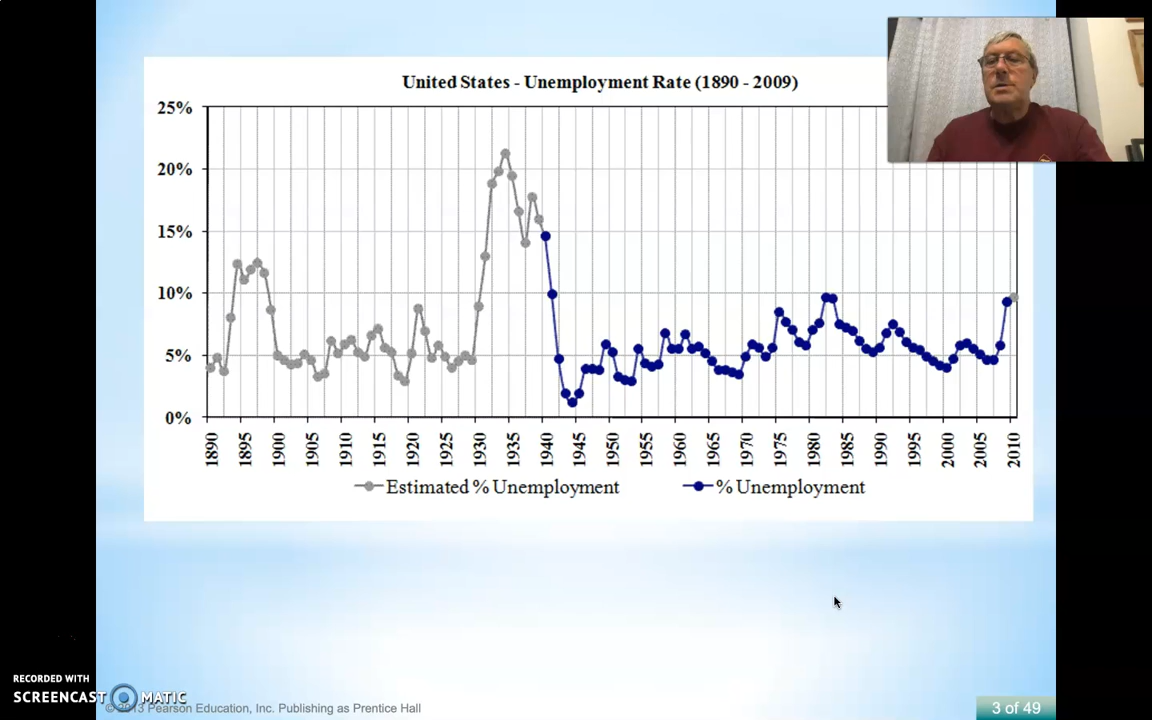 United States - Unemployment Rate (1890 - 2009)
25%
20%
15%
10%
5%
0%
1890 1895 1900 1905 1910 1915 1920 1925 1930 1935 1940 1945 1950 1955 1960 1965 1970 1975 1980 1985 1990 1995 2000 2005 2010
Estimated % Unemployment % Unemployment
RECORDED WITH
SCREENCAST MATIC
© 2013 Pearson Education, Inc. Publishing as Prentice Hall
3 of 49